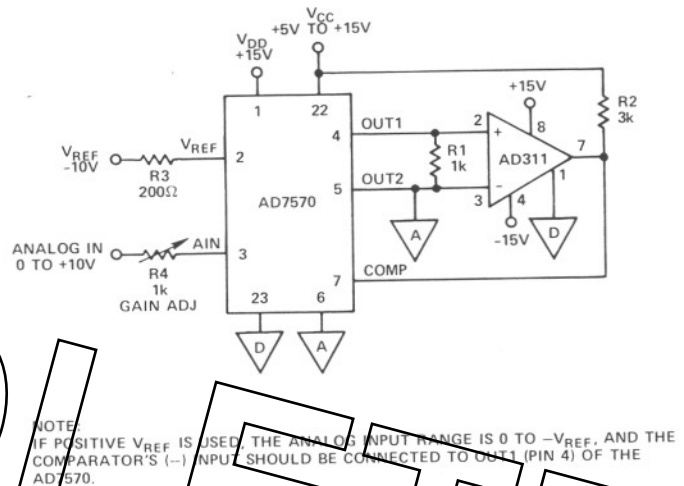 VCC
+5V TO +15V
VDD
+15V
+15V
1
22
R2
3k
4
OUT1
2
+
8
7
VREF
-10V
VREF
2
R1
1k
AD311
R3
200Ω
AD7570
5
OUT2
-
3
4
1
-15V
A
D
ANALOG IN
0 TO +10V
AIN
3
R4
1k
GAIN ADJ
7
COMP
23
6
D
A
NOTE:
IF POSITIVE VREF IS USED, THE ANALOG INPUT RANGE IS 0 TO –VREF, AND THE
COMPARATOR'S (–) INPUT SHOULD BE CONNECTED TO OUT1 (PIN 4) OF THE
AD7570.